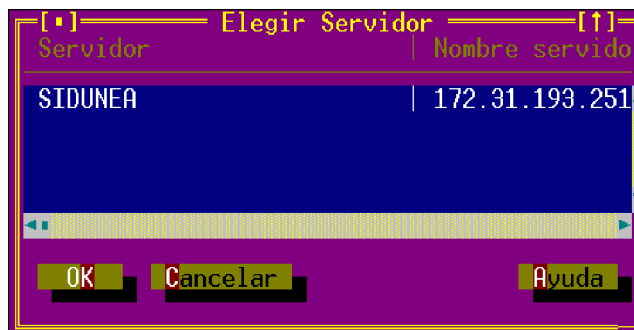 Elegir Servidor
Servidor Nombre servido
SIDUNEA 172.31.193.251
OK Cancelar Ayuda